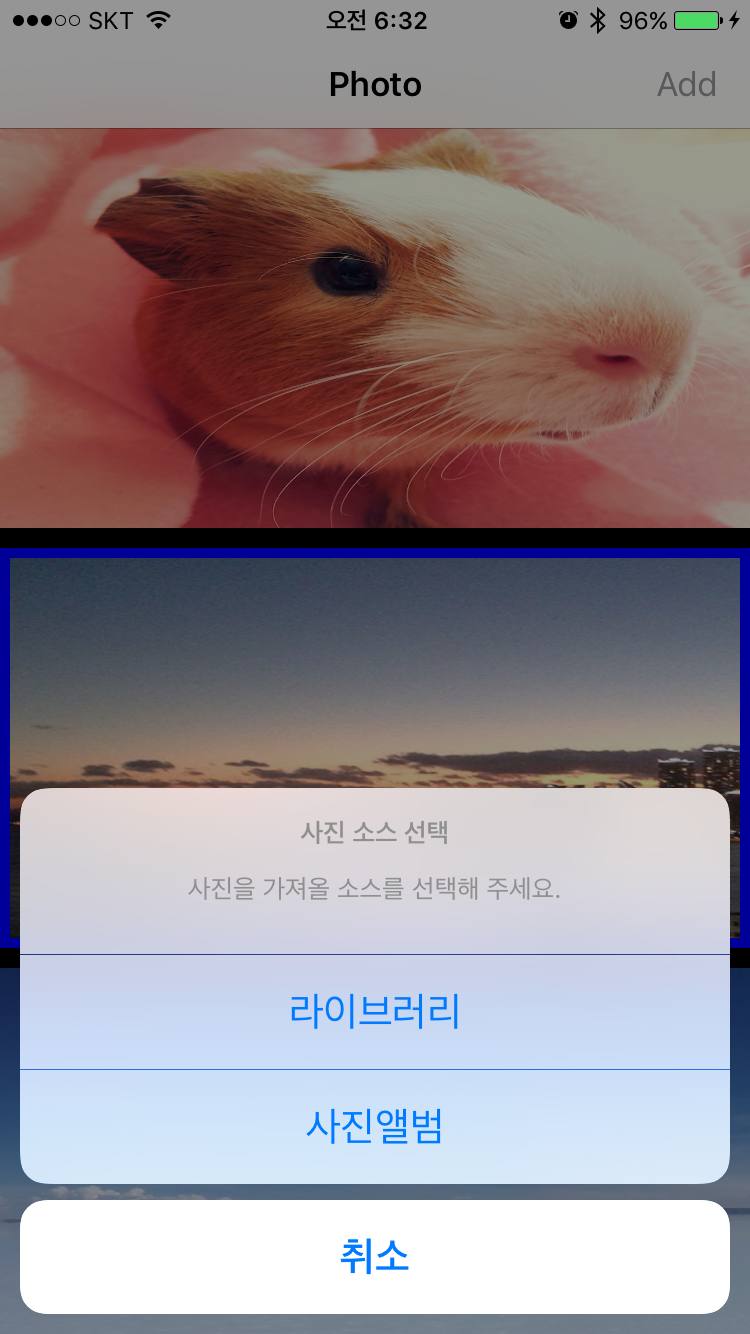 SKT 오전 6:32 96%
Photo Add
사진 소스 선택
사진을 가져올 소스를 선택해 주세요.
라이브러리
사진앨범
취소